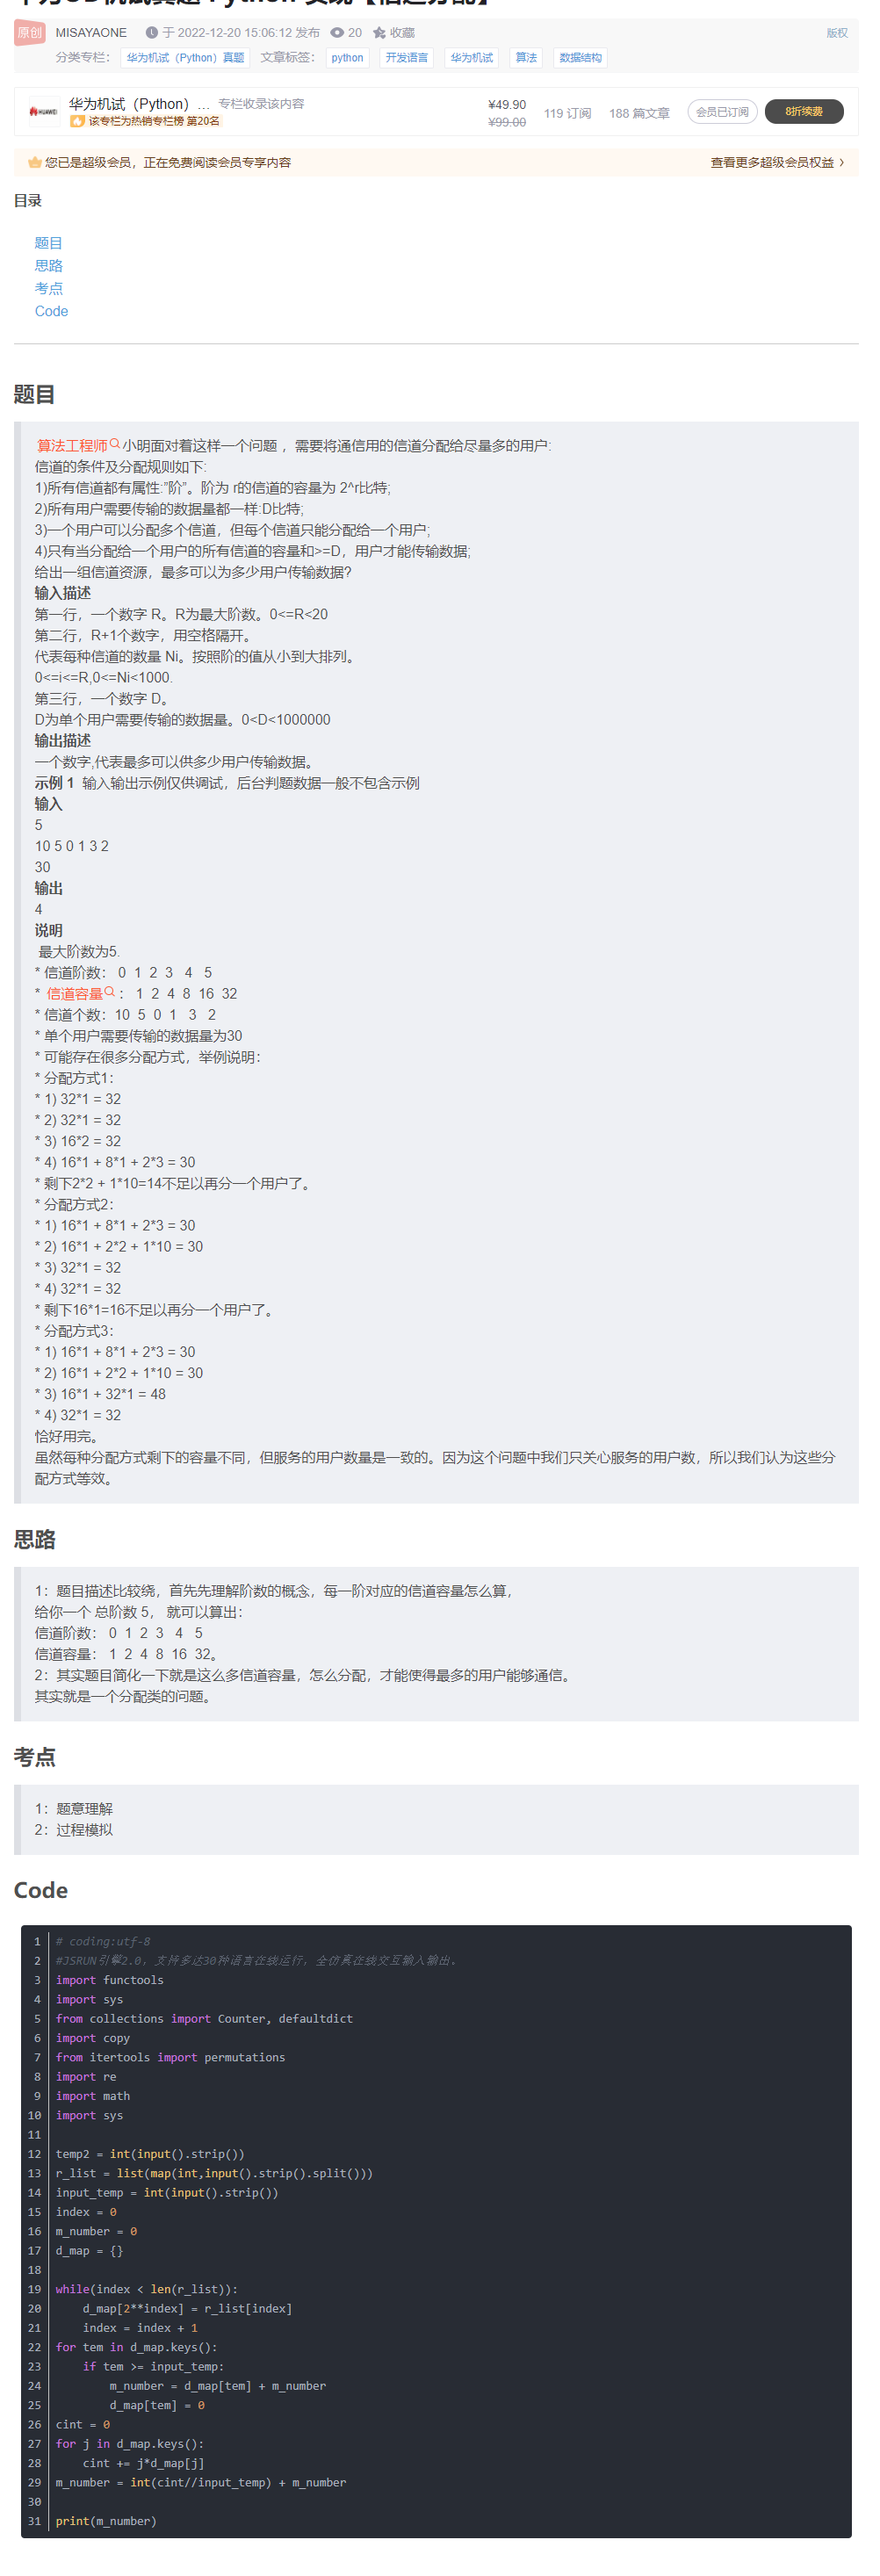 原创 MISAYAONE 于 2022-12-20 15:06:12 发布 20 收藏 版权
分类专栏： 华为机试（Python）真题 文章标签： python 开发语言 华为机试 算法 数据结构
HUAWEI 华为机试（Python）... 专栏收录该内容 ¥49.90 119 订阅 188 篇文章 会员已订阅 8折续费
该专栏为热销专栏榜 第20名 ¥99.00
您已是超级会员，正在免费阅读会员专享内容 查看更多超级会员权益 >
目录
题目
思路
考点
Code
题目
算法工程师小明面对着这样一个问题 ，需要将通信用的信道分配给尽量多的用户:
信道的条件及分配规则如下:
1)所有信道都有属性:”阶”。阶为 r的信道的容量为 2^r比特;
2)所有用户需要传输的数据量都一样:D比特;
3)一个用户可以分配多个信道，但每个信道只能分配给一个用户;
4)只有当分配给一个用户的所有信道的容量和>=D，用户才能传输数据;
给出一组信道资源，最多可以为多少用户传输数据?
输入描述
第一行，一个数字 R。R为最大阶数。0<=R<20
第二行，R+1个数字，用空格隔开。
代表每种信道的数量 Ni。按照阶的值从小到大排列。
0<=i<=R,0<=Ni<1000.
第三行，一个数字 D。
D为单个用户需要传输的数据量。0<D<1000000
输出描述
一个数字,代表最多可以供多少用户传输数据。
示例 1 输入输出示例仅供调试，后台判题数据一般不包含示例
输入
5
10 5 0 1 3 2
30
输出
4
说明
最大阶数为5.
* 信道阶数： 0 1 2 3 4 5
* 信道容量： 1 2 4 8 16 32
* 信道个数：10 5 0 1 3 2
* 单个用户需要传输的数据量为30
* 可能存在很多分配方式，举例说明：
* 分配方式1：
* 1) 32*1 = 32
* 2) 32*1 = 32
* 3) 16*2 = 32
* 4) 16*1 + 8*1 + 2*3 = 30
* 剩下2*2 + 1*10=14不足以再分一个用户了。
* 分配方式2：
* 1) 16*1 + 8*1 + 2*3 = 30
* 2) 16*1 + 2*2 + 1*10 = 30
* 3) 32*1 = 32
* 4) 32*1 = 32
* 剩下16*1=16不足以再分一个用户了。
* 分配方式3：
* 1) 16*1 + 8*1 + 2*3 = 30
* 2) 16*1 + 2*2 + 1*10 = 30
* 3) 16*1 + 32*1 = 48
* 4) 32*1 = 32
恰好用完。
虽然每种分配方式剩下的容量不同，但服务的用户数量是一致的。因为这个问题中我们只关心服务的用户数，所以我们认为这些分
配方式等效。
思路
1：题目描述比较绕，首先先理解阶数的概念，每一阶对应的信道容量怎么算，
给你一个 总阶数 5， 就可以算出：
信道阶数： 0 1 2 3 4 5
信道容量： 1 2 4 8 16 32。
2：其实题目简化一下就是这么多信道容量，怎么分配，才能使得最多的用户能够通信。
其实就是一个分配类的问题。
考点
1：题意理解
2：过程模拟
Code
1 # coding:utf-8
2 #JSRUN引擎2.0，支持多达30种语言在线运行，全仿真在线交互输入输出。
3 import functools
4 import sys
5 from collections import Counter, defaultdict
6 import copy
7 from itertools import permutations
8 import re
9 import math
10 import sys
11
12 temp2 = int(input().strip())
13 r_list = list(map(int,input().strip().split()))
14 input_temp = int(input().strip())
15 index = 0
16 m_number = 0
17 d_map = {}
18
19 while(index < len(r_list)):
20     d_map[2**index] = r_list[index]
21     index = index + 1
22 for tem in d_map.keys():
23     if tem >= input_temp:
24         m_number = d_map[tem] + m_number
25         d_map[tem] = 0
26 cint = 0
27 for j in d_map.keys():
28     cint += j*d_map[j]
29 m_number = int(cint//input_temp) + m_number
30
31 print(m_number)